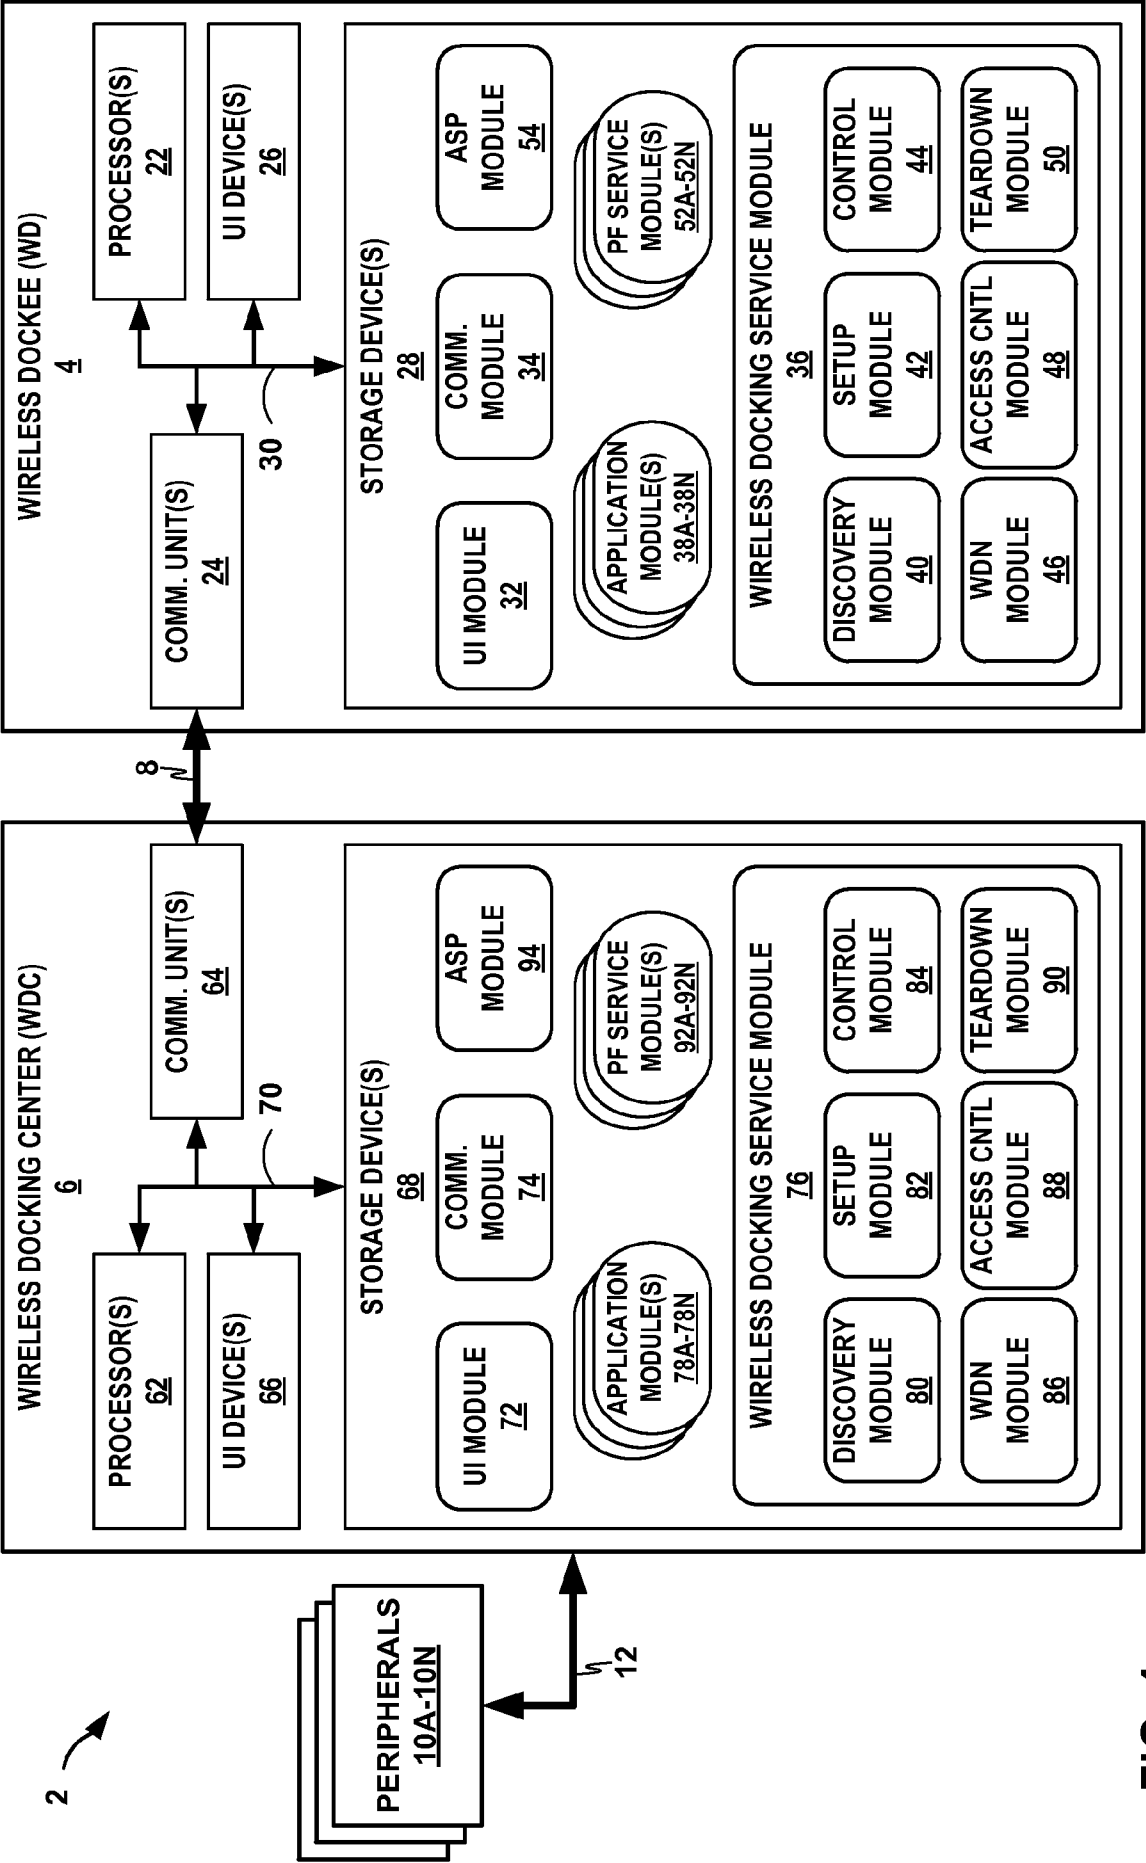 2
PERIPHERALS
10A-10N
12
WIRELESS DOCKING CENTER (WDC)
6
PROCESSOR(S)
62
UI DEVICE(S)
66
COMM. UNIT(S)
64
70
STORAGE DEVICE(S)
68
UI MODULE
72
COMM.
MODULE
74
ASP
MODULE
94
APPLICATION
MODULE(S)
78A-78N
PF SERVICE
MODULE(S)
92A-92N
WIRELESS DOCKING SERVICE MODULE
76
DISCOVERY
MODULE
80
SETUP
MODULE
82
CONTROL
MODULE
84
WDN
MODULE
86
ACCESS CNTL
MODULE
88
TEARDOWN
MODULE
90
8
WIRELESS DOCKEE (WD)
4
COMM. UNIT(S)
24
PROCESSOR(S)
22
UI DEVICE(S)
26
30
STORAGE DEVICE(S)
28
UI MODULE
32
COMM.
MODULE
34
ASP
MODULE
54
APPLICATION
MODULE(S)
38A-38N
PF SERVICE
MODULE(S)
52A-52N
WIRELESS DOCKING SERVICE MODULE
36
DISCOVERY
MODULE
40
SETUP
MODULE
42
CONTROL
MODULE
44
WDN
MODULE
46
ACCESS CNTL
MODULE
48
TEARDOWN
MODULE
50